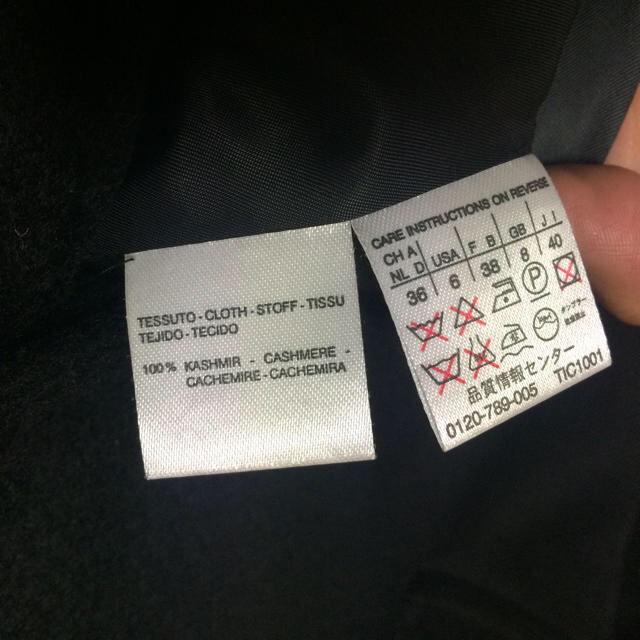 TESSUTO - CLOTH - STOFF - TISSU
TEJIDO - TECIDO
100 % KASHMIR - CASHMERE -
CACHEMIRE - CACHEMIRA
CARE INSTRUCTIONS ON REVERSE
CH A
NL D USA F B GB J I
36 6 38 8 40
P
品質情報センター
0120-789-005 TIC1001